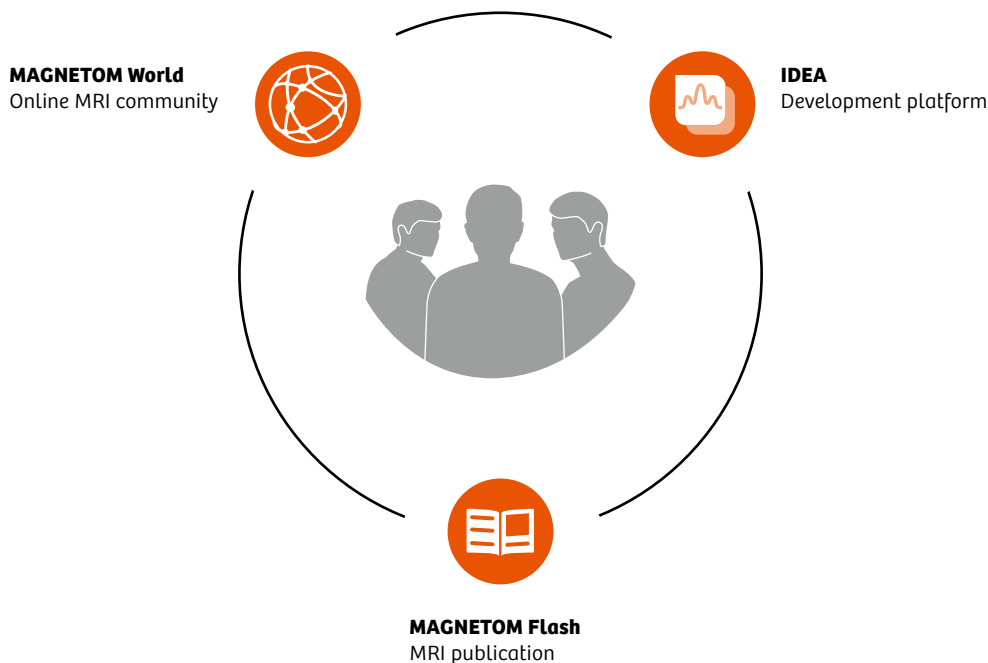 MAGNETOM World
Online MRI community
IDEA
Development platform
MAGNETOM Flash
MRI publication